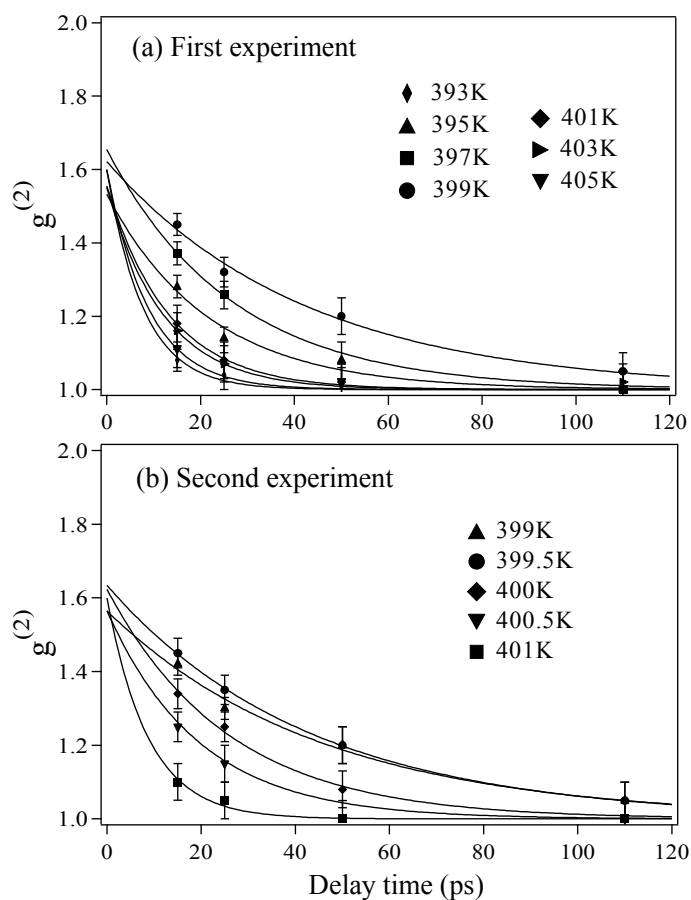 (a) First experiment
393K
395K
397K
399K
401K
403K
405K
g(2)
2.0
1.8
1.6
1.4
1.2
1.0
0 20 40 60 80 100 120
(b) Second experiment
399K
399.5K
400K
400.5K
401K
g(2)
2.0
1.8
1.6
1.4
1.2
1.0
0 20 40 60 80 100 120
Delay time (ps)